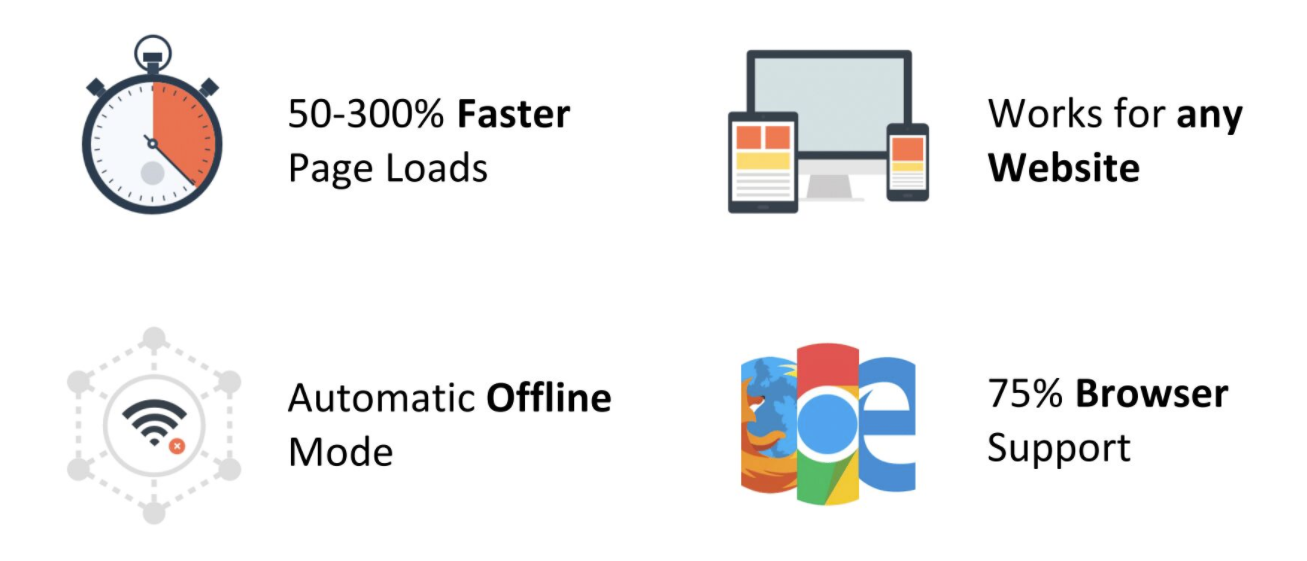 50-300% Faster
Page Loads
Works for any
Website
Automatic Offline
Mode
75% Browser
Support